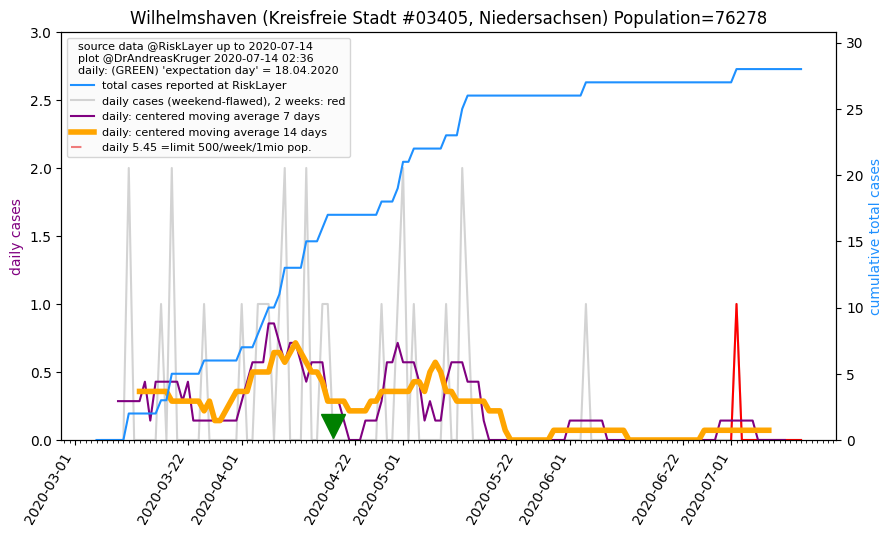 Wilhelmshaven (Kreisfreie Stadt #03405, Niedersachsen) Population=76278
source data @RiskLayer up to 2020-07-14
plot @DrAndreasKruger 2020-07-14 02:36
daily: (GREEN) 'expectation day' = 18.04.2020
total cases reported at RiskLayer
daily cases (weekend-flawed), 2 weeks: red
daily: centered moving average 7 days
daily: centered moving average 14 days
daily 5.45 =limit 500/week/1mio pop.
daily cases
3.0
2.5
2.0
1.5
1.0
0.5
0.0
cumulative total cases
30
25
20
15
10
5
0
2020-03-01
2020-03-22
2020-04-01
2020-04-22
2020-05-01
2020-05-22
2020-06-01
2020-06-22
2020-07-01